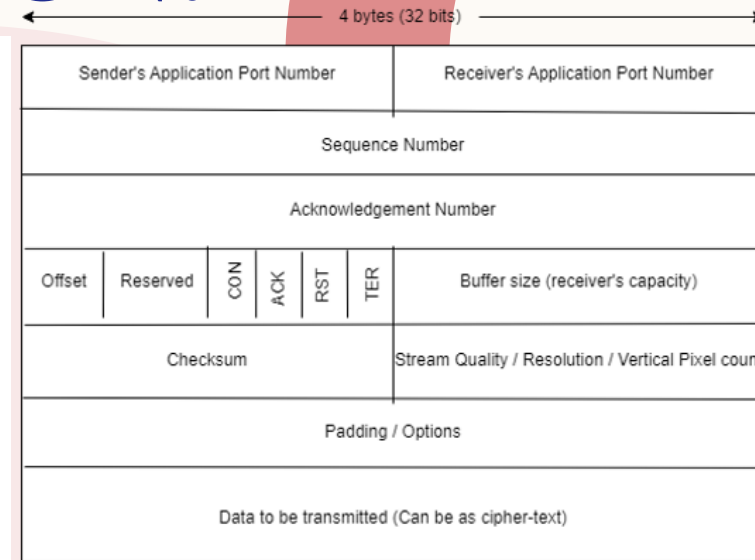 4 bytes (32 bits)
Sender's Application Port Number
Receiver's Application Port Number
Sequence Number
Acknowledgement Number
Offset
Reserved
CON
ACK
RST
TER
Buffer size (receiver's capacity)
Checksum
Stream Quality / Resolution / Vertical Pixel
Padding / Options
Data to be transmitted (Can be as cipher-text)